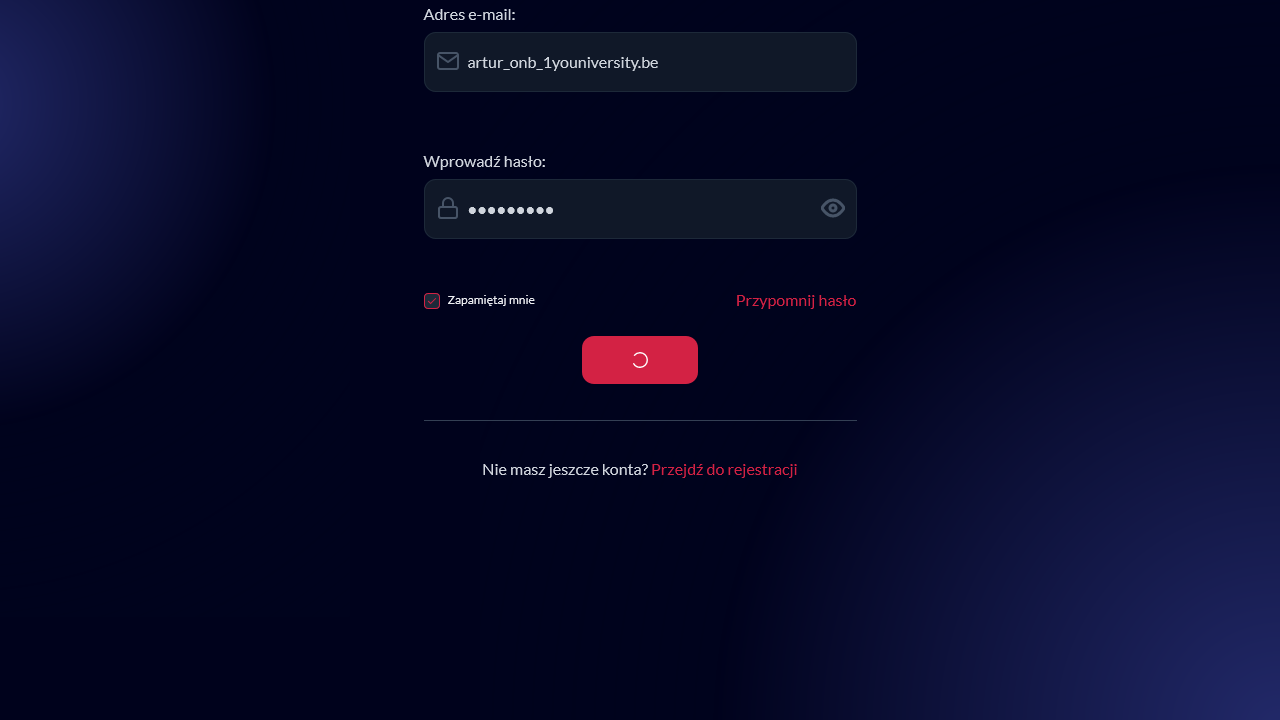 Adres e-mail:
artur_onb_1youniversity.be
Wprowadź hasło:
●●●●●●●●●
Zapamiętaj mnie
Przypomnij hasło
Nie masz jeszcze konta? Przejdź do rejestracji